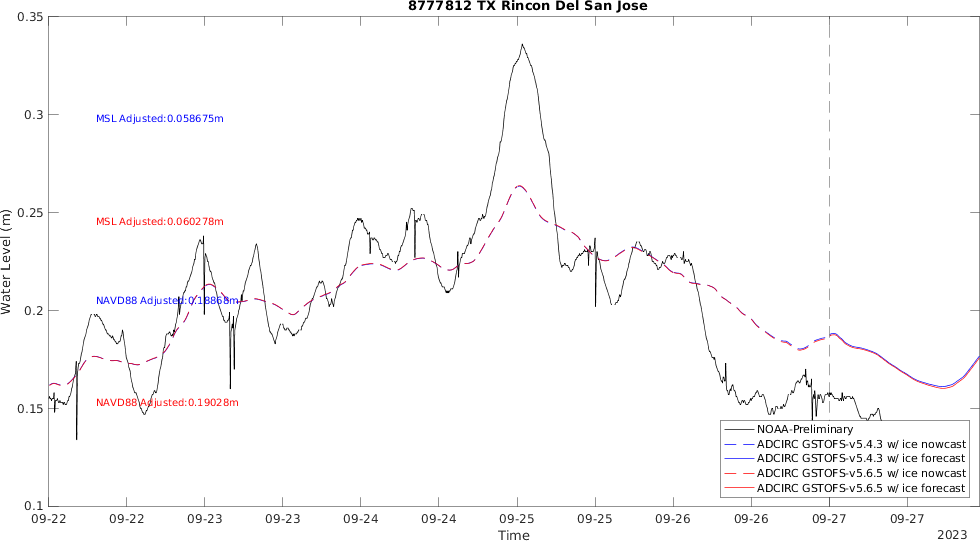 8777812 TX Rincon Del San Jose
0.35
0.3
0.25
0.2
0.15
0.1
Water Level (m)
MSL Adjusted:0.058675m
MSL Adjusted:0.060278m
NAVD88 Adjusted:0.18868m
NAVD88 Adjusted:0.19028m
NOAA-Preliminary
ADCIRC GSTOFS-v5.4.3 w/ ice nowcast
ADCIRC GSTOFS-v5.4.3 w/ ice forecast
ADCIRC GSTOFS-v5.6.5 w/ ice nowcast
ADCIRC GSTOFS-v5.6.5 w/ ice forecast
09-22 09-22 09-23 09-23 09-24 09-24 09-25 09-25 09-26 09-26 09-27 09-27
Time
2023